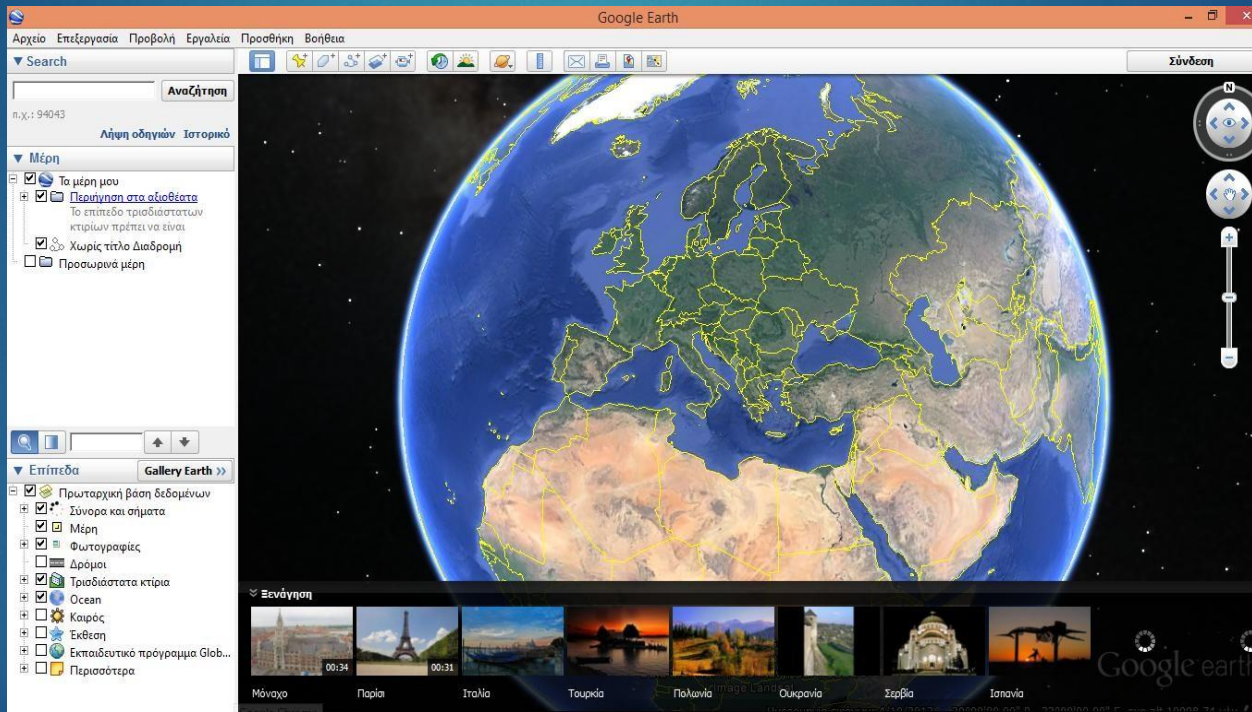 Google Earth
Αρχείο Επεξεργασία Προβολή Εργαλεία Προσθήκη Βοήθεια
Search
Σύνδεση
Αναζήτηση
π.χ.: 94043
Λήψη οδηγιών Ιστορικό
Μέρη
Τα μέρη μου
Περιήγηση στα αξιοθέατα
Το επίπεδο τρισδιάστατων
κτιρίων πρέπει να είναι
Χωρίς τίτλο Διαδρομή
Προσωρινά μέρη
N
Επίπεδα Gallery Earth »
Πρωταρχική βάση δεδομένων
Σύνορα και σήματα
Μέρη
Φωτογραφίες
Δρόμοι
Τρισδιάστατα κτίρια
Ocean
Καιρός
Έκθεση
Εκπαιδευτικό πρόγραμμα Glob...
Περισσότερα
Ξενάγηση
00:34 00:31
Μόναχο Παρίσι Ιταλία Τουρκία Πολωνία Ουκρανία Σερβία Ισπανία
Google earth